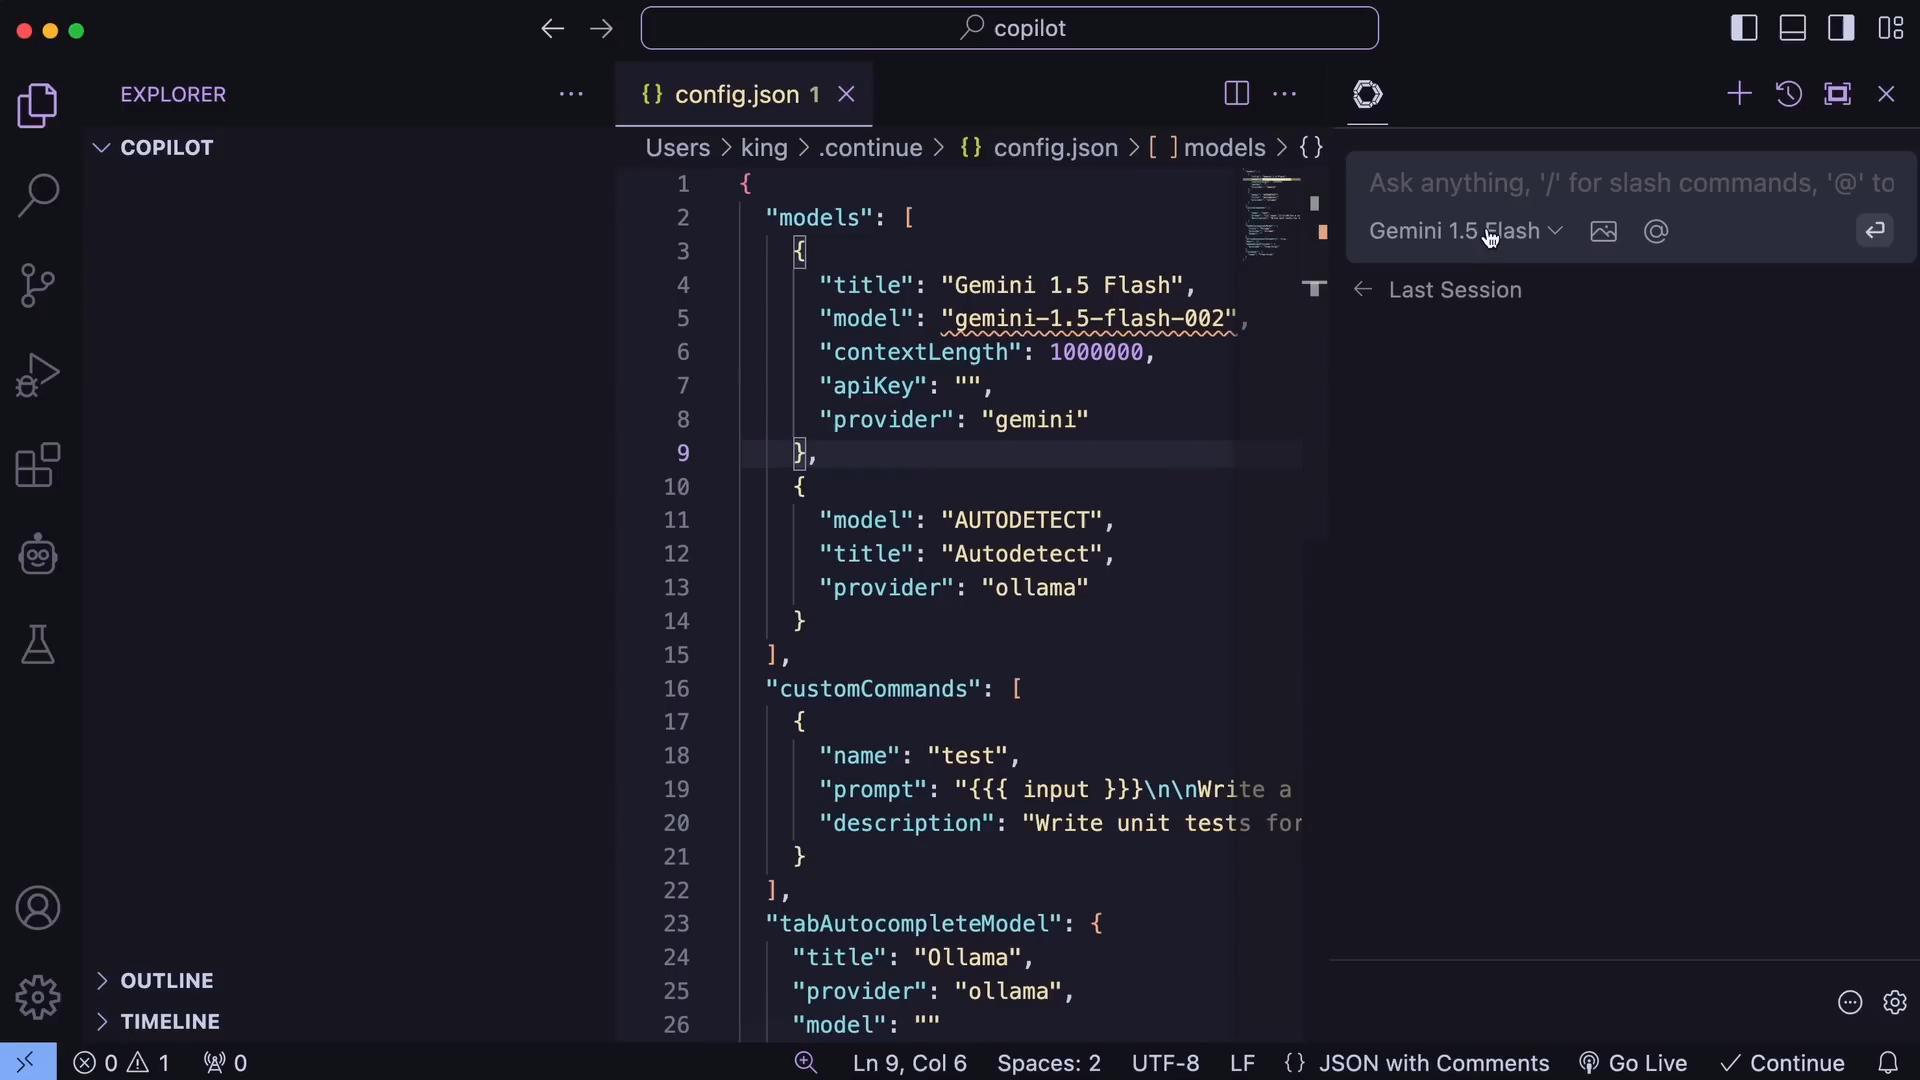 copilot
EXPLORER
COPILOT
OUTLINE
TIMELINE
{} config.json 1
Users > king > .continue > {} config.json > [ ] models > {}
1 {
2 "models": [
3 {
4 "title": "Gemini 1.5 Flash",
5 "model": "gemini-1.5-flash-002",
6 "contextLength": 1000000,
7 "apiKey": "",
8 "provider": "gemini"
9 },
10 {
11 "model": "AUTODETECT",
12 "title": "Autodetect",
13 "provider": "ollama"
14 }
15 ],
16 "customCommands": [
17 {
18 "name": "test",
19 "prompt": "{{{ input }}}\n\nWrite a
20 "description": "Write unit tests for
21 }
22 ],
23 "tabAutocompleteModel": {
24 "title": "Ollama",
25 "provider": "ollama",
26 "model": ""
Ask anything, '/' for slash commands, '@' to
Gemini 1.5 Flash
Last Session
0 1 0 Ln 9, Col 6 Spaces: 2 UTF-8 LF {} JSON with Comments Go Live Continue